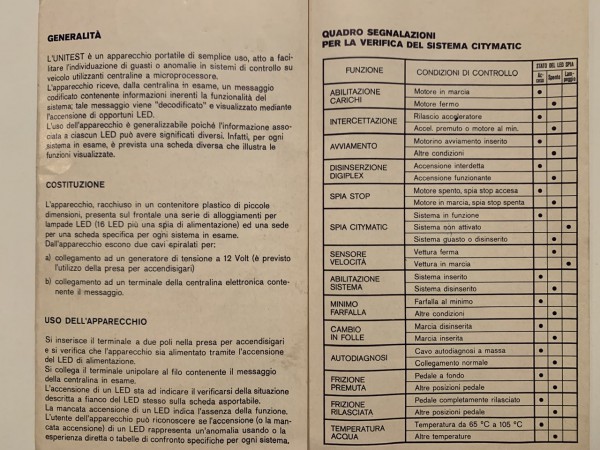 GENERALITÀ
L'UNITEST è un apparecchio portatile di semplice uso, atto a faci-
litare l'individuazione di guasti o anomalie in sistemi di controllo su
veicolo utilizzanti centraline a microprocessore.
L'apparecchio riceve, dalla centralina in esame, un messaggio
codificato contenente informazioni inerenti la funzionalità del
sistema; tale messaggio viene "decodificato" e visualizzato mediante
l'accensione di opportuni LED.
L'uso dell'apparecchio è generalizzabile poiché l'informazione asso-
ciata a ciascun LED può avere significati diversi. Infatti, per ogni
sistema in esame, è prevista una scheda diversa che illustra le
funzioni visualizzate.
COSTITUZIONE
L'apparecchio, racchiuso in un contenitore plastico di piccole
dimensioni, presenta sul frontale una serie di alloggiamenti per
lampade LED (16 LED più una spia di alimentazione) ed una sede
per una scheda specifica per ogni sistema in esame.
Dall'apparecchio escono due cavi spiralati per:
a) collegamento ad un generatore di tensione a 12 Volt (è previsto
l'utilizzo della presa per accendisigari)
b) collegamento ad un terminale della centralina elettronica conte-
nente il messaggio.
USO DELL'APPARECCHIO
Si inserisce il terminale a due poli nella presa per accendisigari
e si verifica che l'apparecchio sia alimentato tramite l'accensione
del LED di alimentazione.
Si collega il terminale unipolare al filo contenente il messaggio
della centralina in esame.
L'accensione di un LED sta ad indicare il verificarsi della situazione
descritta a fianco del LED stesso sulla scheda asportabile.
La mancata accensione di un LED indica l'assenza della funzione.
L'utente dell'apparecchio può riconoscere se l'accensione (o la man-
cata accensione) di un LED rappresenta un'anomalia usando o la
esperienza diretta o tabelle di confronto specifiche per ogni sistema.
QUADRO SEGNALAZIONI
PER LA VERIFICA DEL SISTEMA CITYMATIC
FUNZIONE CONDIZIONI DI CONTROLLO STATO DEL LED SPIA
Ac-
ceso Spento Lam-
peggio
ABILITAZIONE
CARICHI
Motore in marcia ●
Motore fermo ●
INTERCETTAZIONE
Rilascio acceleratore ●
Accel. premuto o motore al min. ●
AVVIAMENTO
Motorino avviamento inserito ●
Altre condizioni ●
DISINSERZIONE
DIGIPLEX
Accensione interdetta ●
Accensione funzionante ●
SPIA STOP
Motore spento, spia stop accesa ●
Motore in marcia, spia stop spenta ●
SPIA CITYMATIC
Sistema in funzione ●
Sistema non attivato ●
Sistema guasto o disinserito ●
SENSORE
VELOCITÀ
Vettura ferma ●
Vettura in marcia ●
ABILITAZIONE
SISTEMA
Sistema inserito ●
Sistema disinserito ●
MINIMO
FARFALLA
Farfalla al minimo ●
Altre condizioni ●
CAMBIO
IN FOLLE
Marcia disinserita ●
Marcia inserita ●
AUTODIAGNOSI
Cavo autodiagnosi a massa ●
Collegamento normale ●
FRIZIONE
PREMUTA
Pedale a fondo ●
Altre posizioni pedale ●
FRIZIONE
RILASCIATA
Pedale completamente rilasciato ●
Altre posizioni pedale ●
TEMPERATURA
ACQUA
Temperatura da 65 °C a 105 °C ●
Altre temperature ●